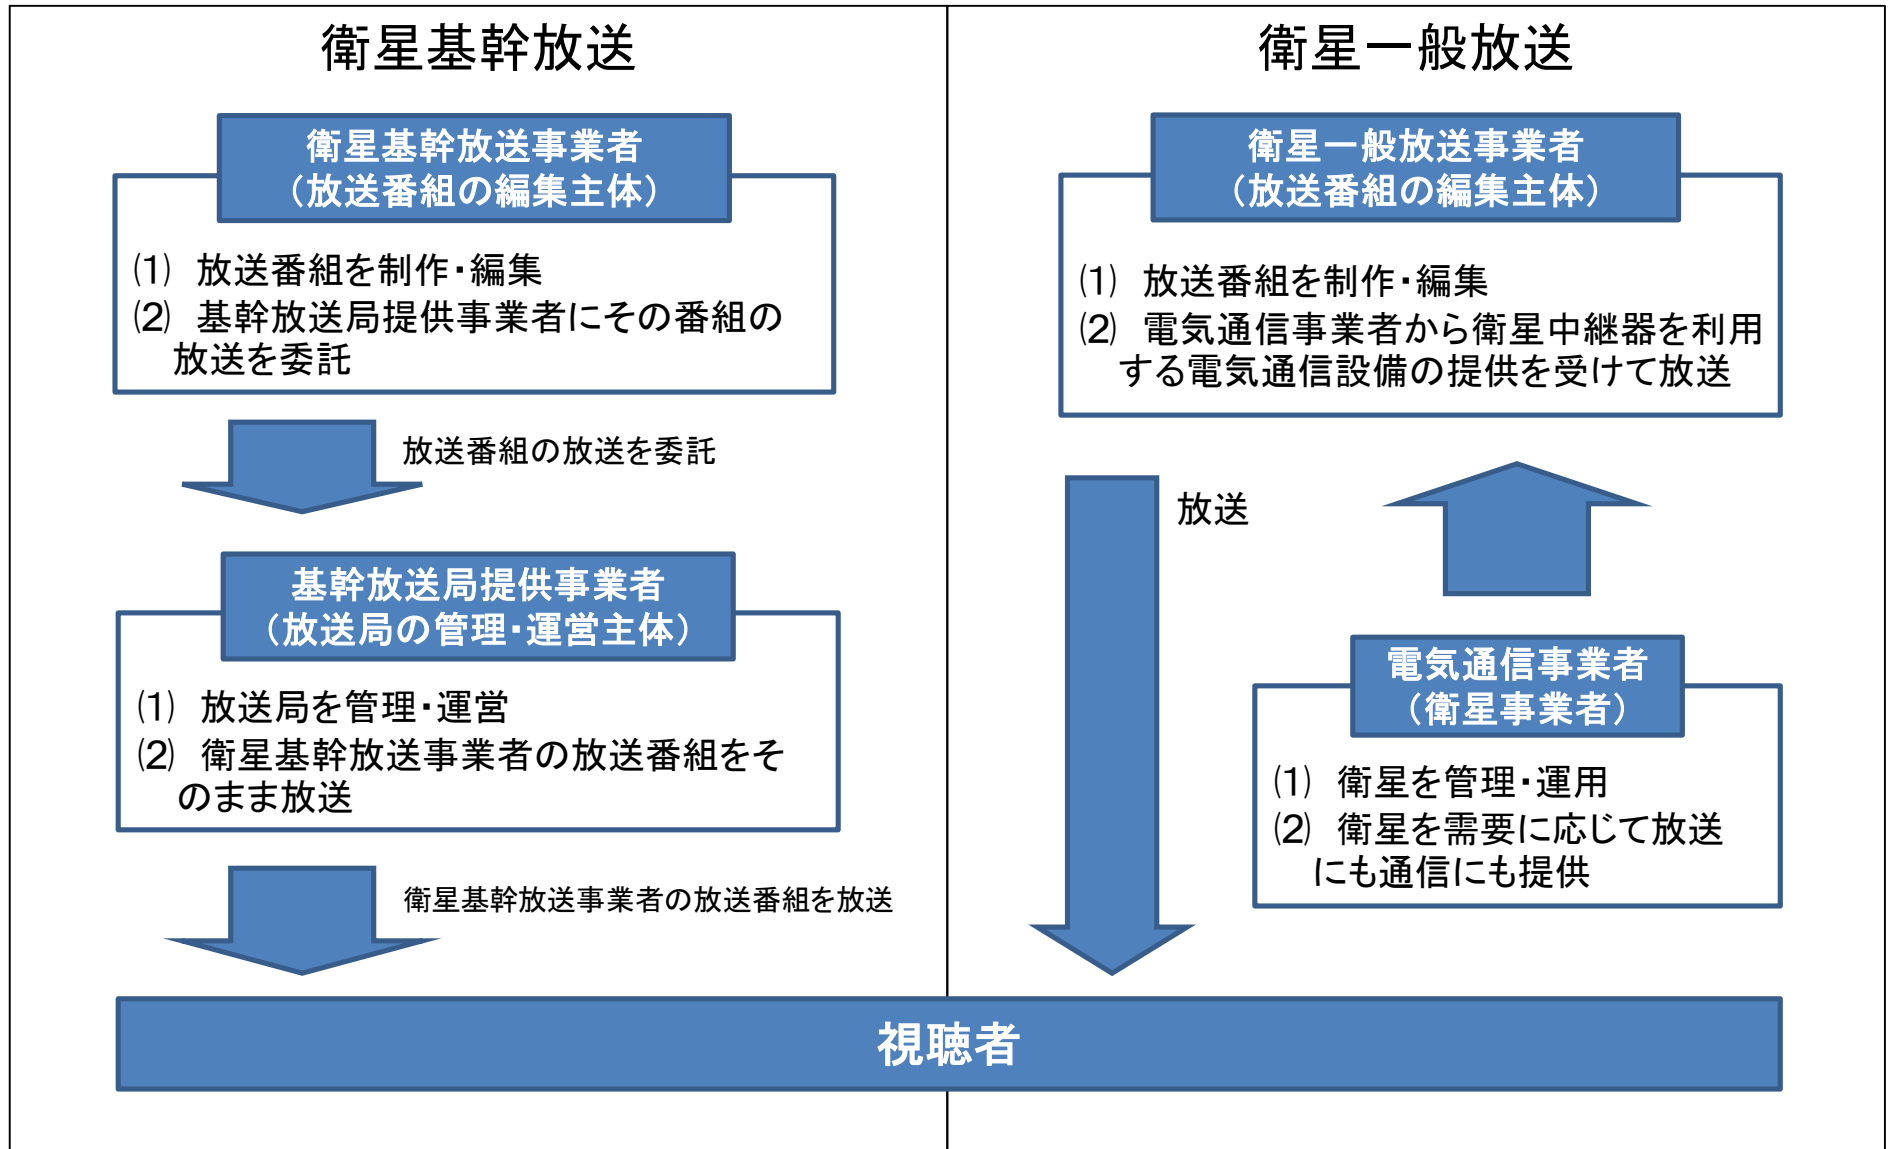 衛星基幹放送
衛星基幹放送事業者
（放送番組の編集主体）
⑴ 放送番組を制作・編集
⑵ 基幹放送局提供事業者にその番組の
放送を委託
放送番組の放送を委託
基幹放送局提供事業者
（放送局の管理・運営主体）
⑴ 放送局を管理・運営
⑵ 衛星基幹放送事業者の放送番組をそ
のまま放送
衛星基幹放送事業者の放送番組を放送
衛星一般放送
衛星一般放送事業者
（放送番組の編集主体）
⑴ 放送番組を制作・編集
⑵ 電気通信事業者から衛星中継器を利用
する電気通信設備の提供を受けて放送
放送
電気通信事業者
（衛星事業者）
⑴ 衛星を管理・運用
⑵ 衛星を需要に応じて放送
にも通信にも提供
視聴者